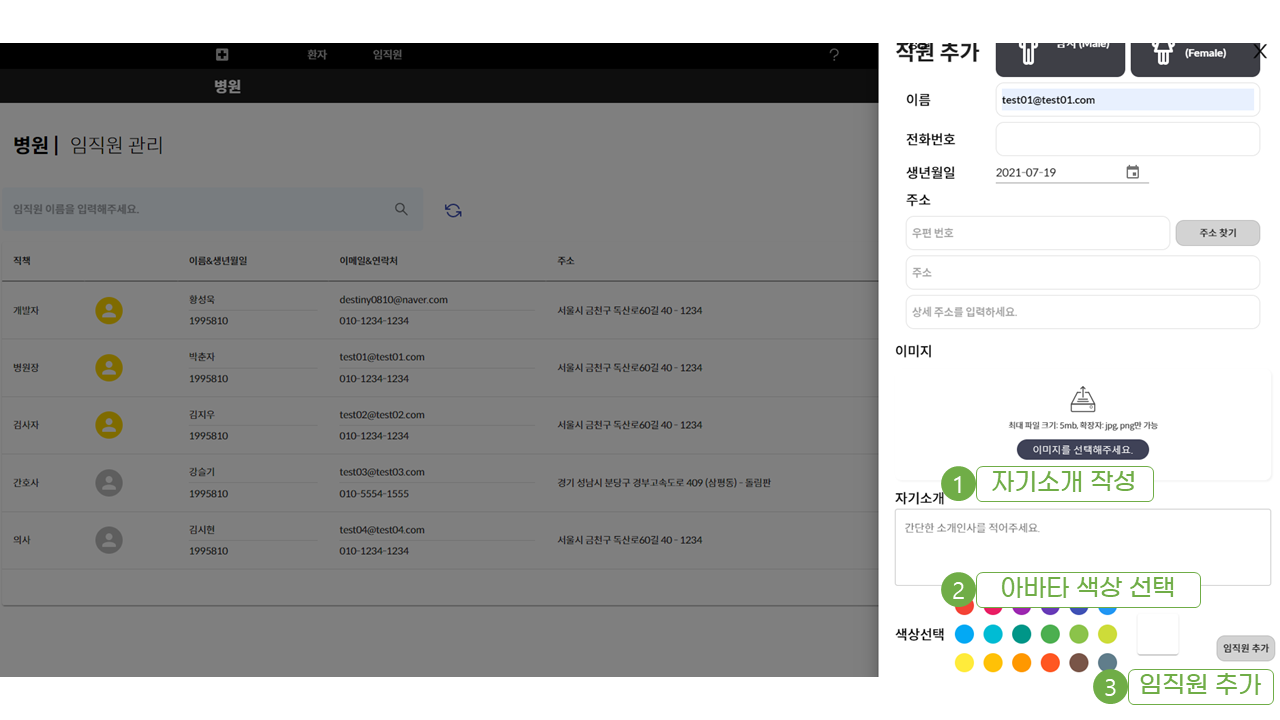 환자
임직원
?
병원
병원 | 임직원 관리
임직원 이름을 입력해주세요.
직책
이름&생년월일
이메일&연락처
주소
개발자
황성욱
1995810
destiny0810@naver.com
010-1234-1234
서울시 금천구 독산로60길 40 - 1234
병원장
박춘자
1995810
test01@test01.com
010-1234-1234
서울시 금천구 독산로60길 40 - 1234
검사자
김지우
1995810
test02@test02.com
010-1234-1234
서울시 금천구 독산로60길 40 - 1234
간호사
강슬기
1995810
test03@test03.com
010-5554-1555
경기 성남시 분당구 경부고속도로 409 (삼평동) - 돌림판
의사
김시현
1995810
test04@test04.com
010-1234-1234
서울시 금천구 독산로60길 40 - 1234
직원 추가
남자 (Male)
(Female)
X
이름
test01@test01.com
전화번호
생년월일
2021-07-19
주소
우편 번호
주소 찾기
주소
상세 주소를 입력하세요.
이미지
최대 파일 크기: 5mb, 확장자: jpg, png만 가능
이미지를 선택해주세요.
1 자기소개 작성
자기소개
간단한 소개인사를 적어주세요.
2 아바타 색상 선택
색상선택
임직원 추가
3 임직원 추가